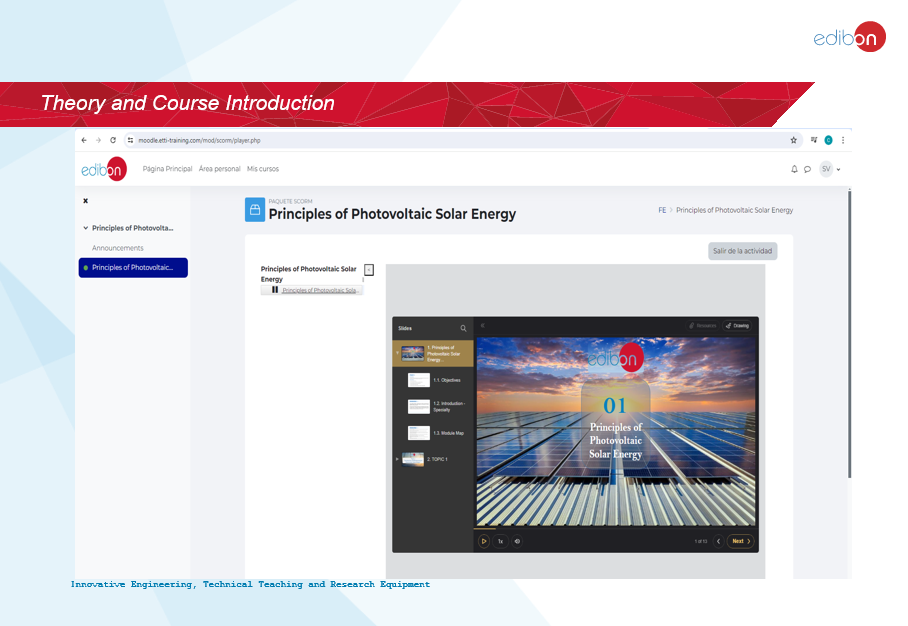 edibon
Theory and Course Introduction
moodle.etti-training.com/mod/scorm/player.php
C
edibon
Página Principal Área personal Mis cursos
SV
x
PAQUETE SCORM
Principles of Photovoltaic Solar Energy
FE Principles of Photovoltaic Solar Energy
Principles of Photovolta...
Announcements
Principles of Photovoltaic...
Salir de la actividad
Principles of Photovoltaic Solar
Energy
Principles of Photovoltaic Sola...
Slides
Resources
Drawing
1. Principles of
Photovoltaic Solar
Energy...
1.1. Objectives
1.2. Introduction -
Specialty
1.3. Module Map
2. TOPIC 1
edibon
01
Principles of
Photovoltaic
Solar Energy
1x
1 of 13
Next
Innovative Engineering, Technical Teaching and Research Equipment